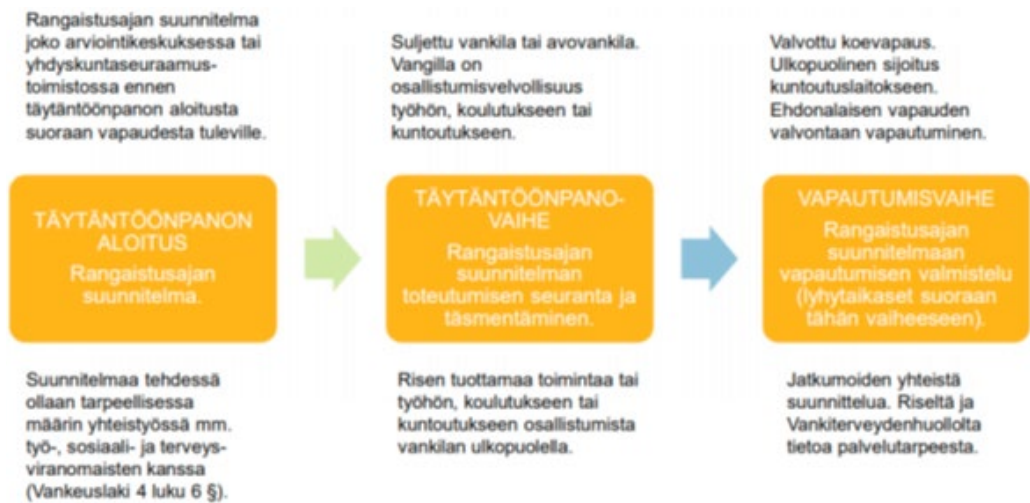 Rangaistusajan suunnitelma
joko arviointikeskuksessa tai
yhdyskuntaseuraamus-
toimistossa ennen
täytäntöönpanon aloitusta
suoraan vapaudesta tuleville.
TÄYTÄNTÖÖNPANON
ALOITUS
Rangaistusajan
suunnitelma.
Suunnitelmaa tehdessä
ollaan tarpeellisessa
määrin yhteistyössä mm.
työ-, sosiaali- ja terveys-
viranomaisten kanssa
(Vankeuslaki 4 luku 6 §).
Suljettu vankila tai avovankila.
Vangilla on
osallistumisvelvollisuus
työhön, koulutukseen tai
kuntoutukseen.
TÄYTÄNTÖÖNPANO-
VAIHE
Rangaistusajan
suunnitelman
toteutumisen seuranta ja
täsmentäminen.
Risen tuottamaa toimintaa tai
työhön, koulutukseen tai
kuntoutukseen osallistumista
vankilan ulkopuolella.
Valvottu koevapaus.
Ulkopuolinen sijoitus
kuntoutuslaitokseen.
Ehdonalaisen vapauden
valvontaan vapautuminen.
VAPAUTUMISVAIHE
Rangaistusajan
suunnitelmaan
vapautumisen valmistelu
(lyhytaikaset suoraan
tähän vaiheeseen).
Jatkumoiden yhteistä
suunnittelua. Riseltä ja
Vankiterveydenhuollolta
tietoa palvelutarpeesta.